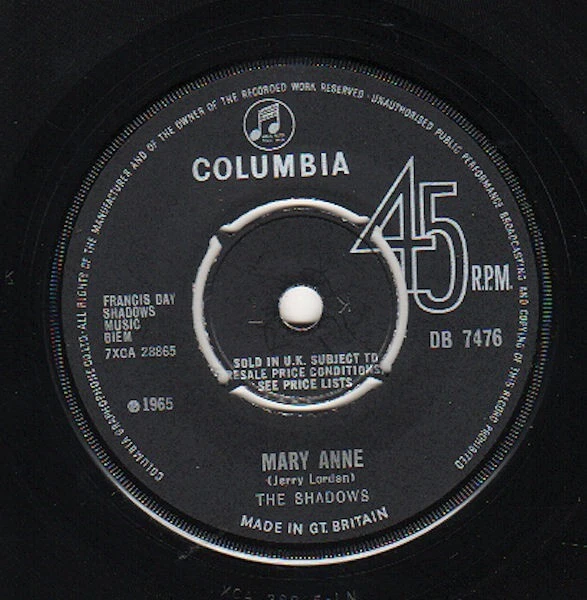 COLUMBIA GRAPHOPHONE CO.LTD.·ALL RIGHTS OF THE MANUFACTURER AND OF THE OWNER OF THE RECORDED WORK RESERVED·UNAUTHORISED PUBLIC PERFORMANCE BROADCASTING AND COPYING OF THIS RECORD PROHIBITED
COLUMBIA
45
R.P.M.
FRANCIS DAY
SHADOWS
MUSIC
BIEM
7XCA 28865
DB 7476
SOLD IN U.K. SUBJECT TO
RESALE PRICE CONDITIONS,
SEE PRICE LISTS
℗1965
MARY ANNE
(Jerry Lordan)
THE SHADOWS
MADE IN GT. BRITAIN